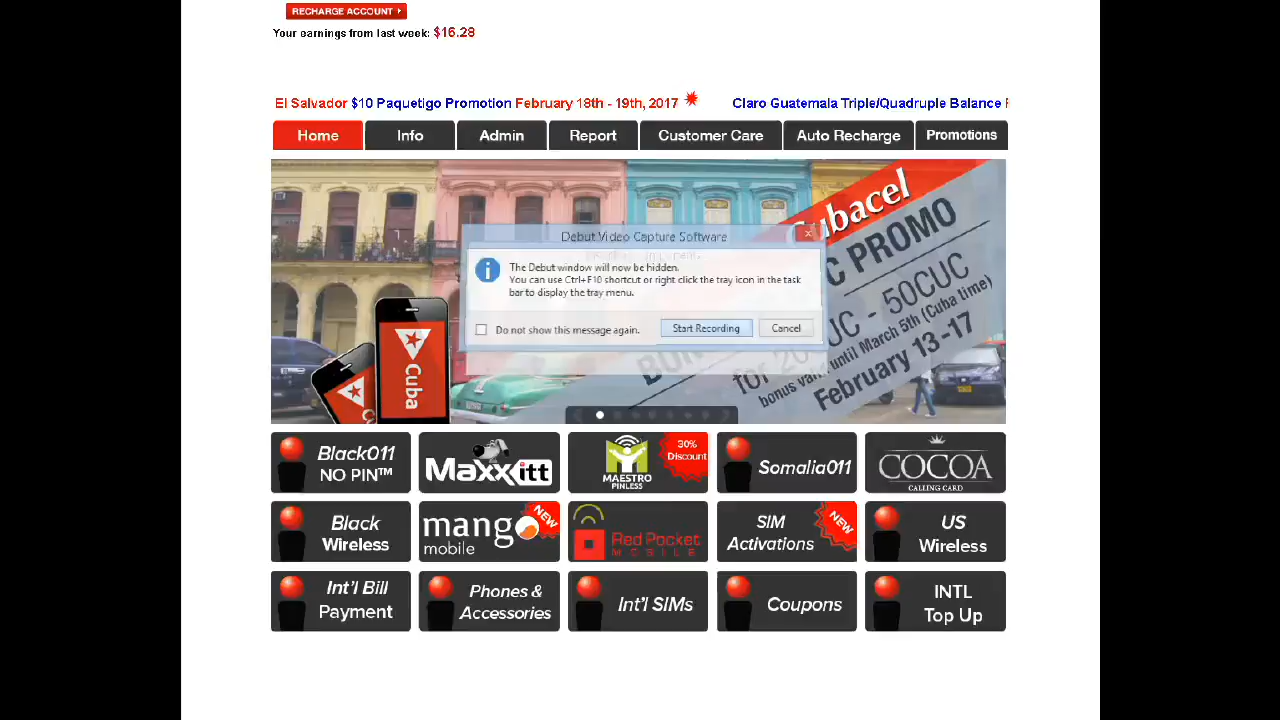 RECHARGE ACCOUNT
Your earnings from last week: $16.28
El Salvador $10 Paquetigo Promotion February 18th - 19th, 2017 Claro Guatemala Triple/Quadruple Balance
Home Info Admin Report Customer Care Auto Recharge Promotions
Cubacel
C PROMO
UC - 50CUC
for 20
bonus valid until March 5th (Cuba time)
February 13-17
Debut Video Capture Software
The Debut window will now be hidden.
You can use Ctrl+F10 shortcut or right click the tray icon in the task
bar to display the tray menu.
Do not show this message again.
Start Recording Cancel
Cuba
Black011
NO PIN™
Maxxitt
MAESTRO
PINLESS
30%
Discount
Somalia011
COCOA
CALLING CARD
Black
Wireless
mango
mobile
NEW
Red Pocket
MOBILE
SIM
Activations
NEW
US
Wireless
Int'l Bill
Payment
Phones &
Accessories
Int'l SIMs
Coupons
INTL
Top Up